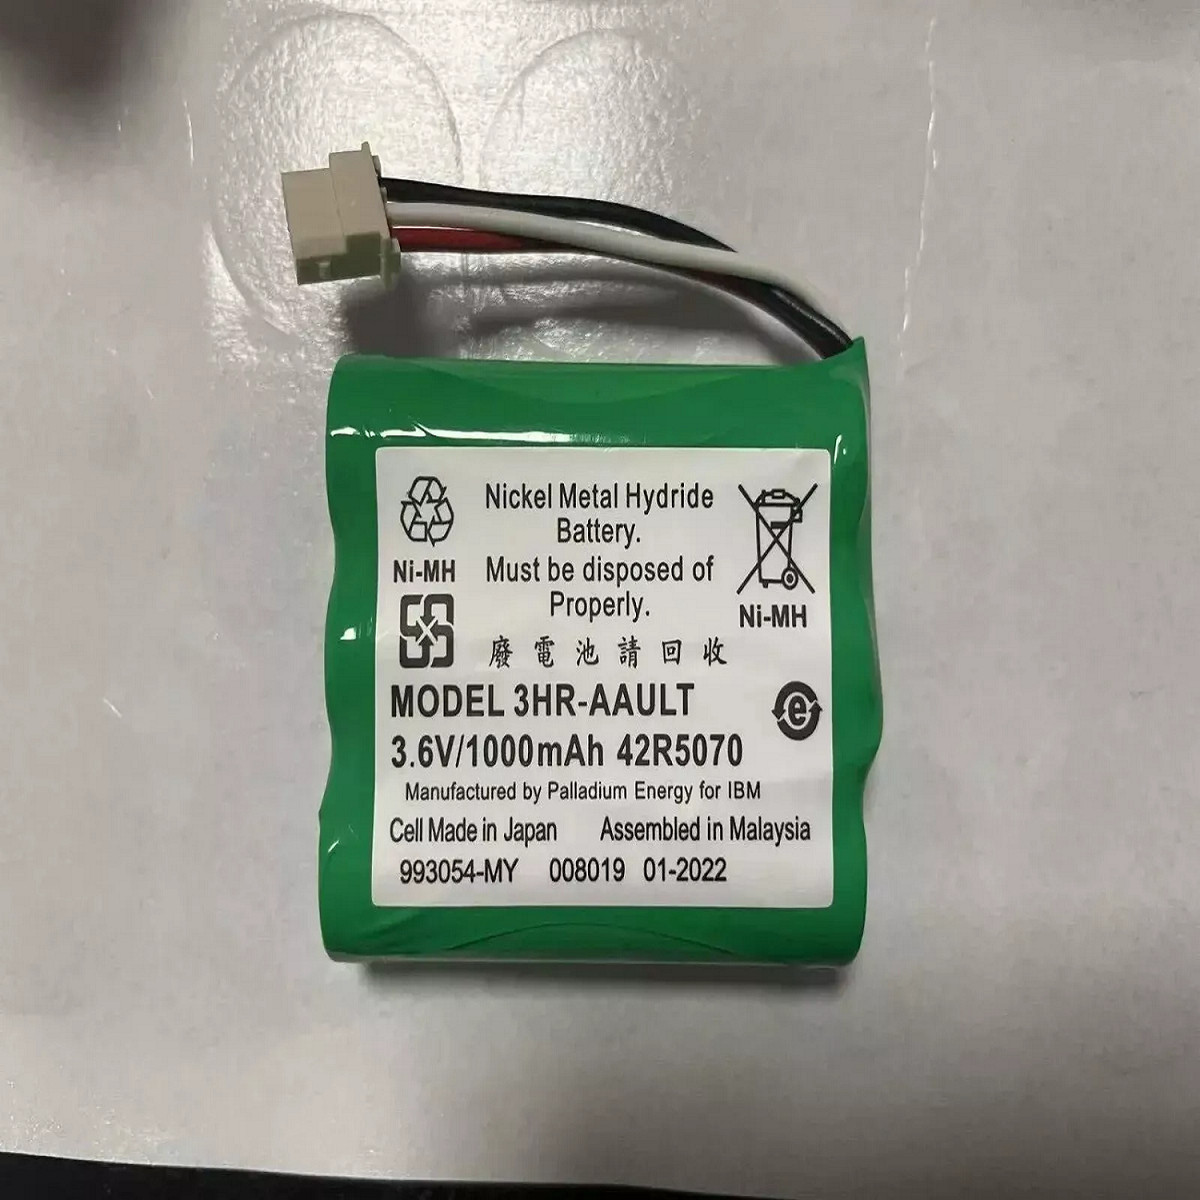 Nickel Metal Hydride
Battery.
Ni-MH
Must be disposed of
Properly.
Ni-MH
廢電池請回收
MODEL 3HR-AAULT
e
3.6V/1000mAh 42R5070
Manufactured by Palladium Energy for IBM
Cell Made in Japan Assembled in Malaysia
993054-MY 008019 01-2022